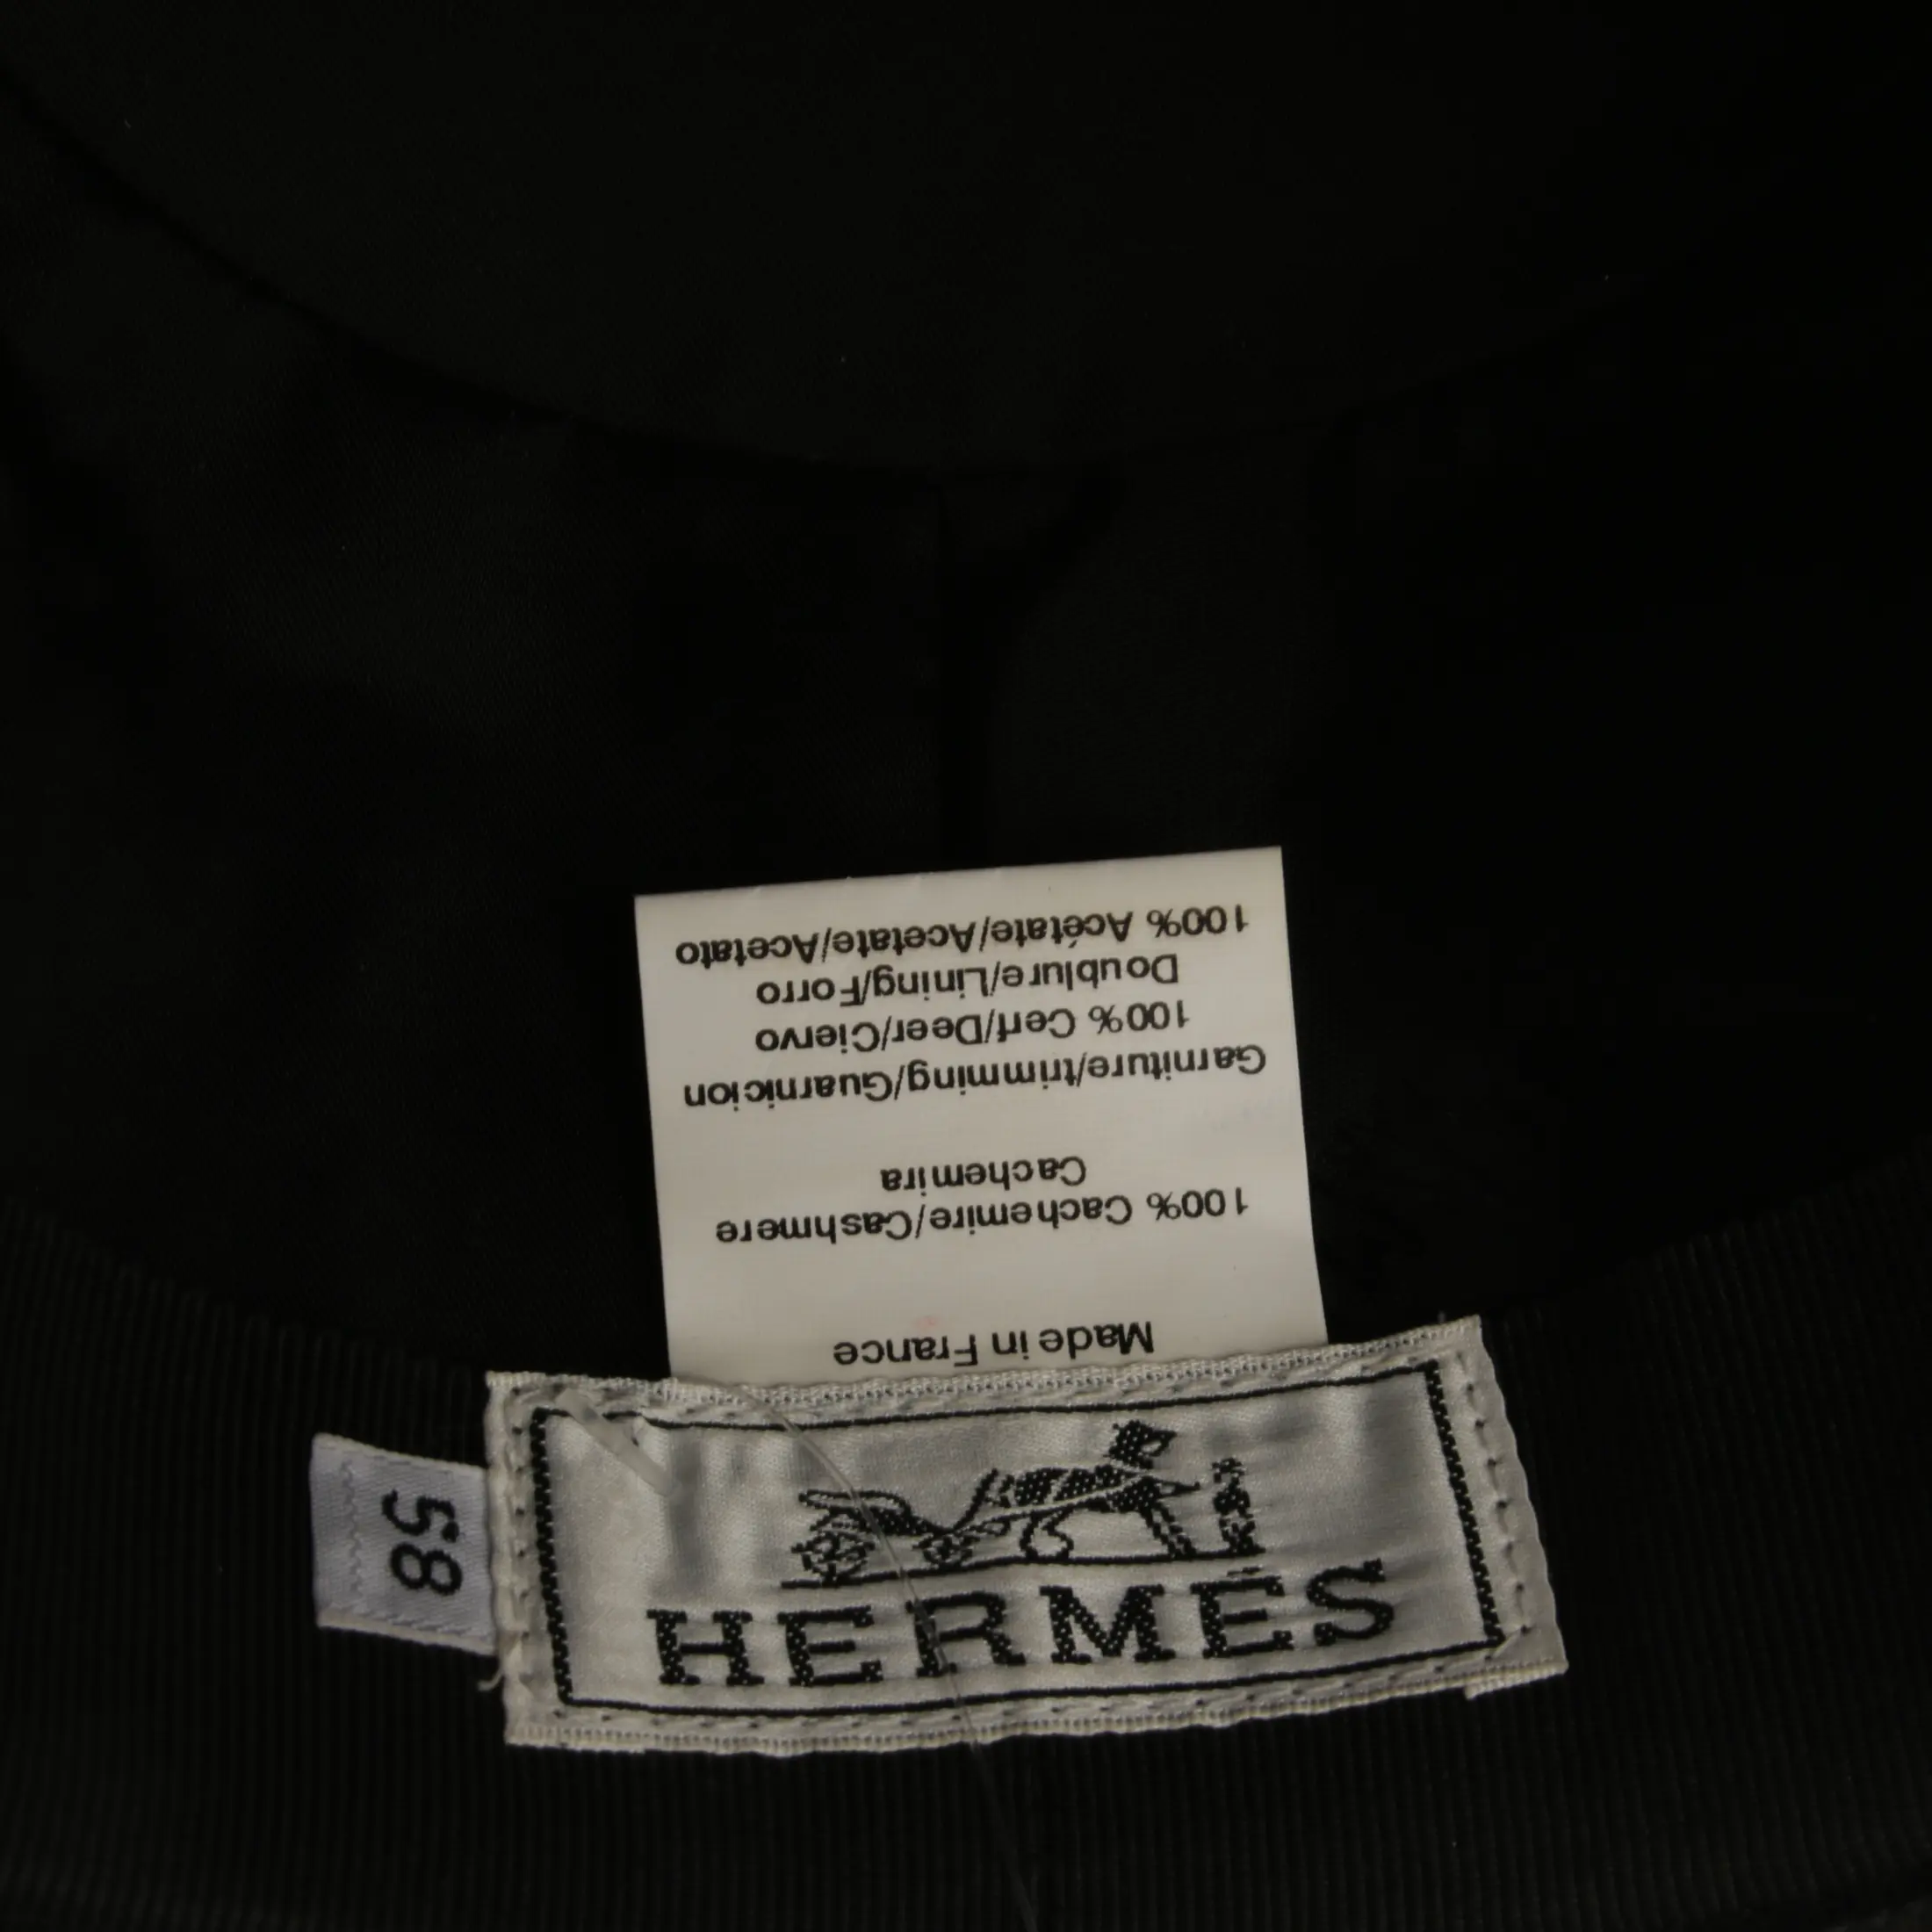 Made in France
100% Cachemire/Cashmere
Cachemira
Garniture/trimming/Guarnicion
100% Cerf/Deer/Ciervo
Doublure/Lining/Forro
100% Acétate/Acetate/Acetato
HERMÈS
58